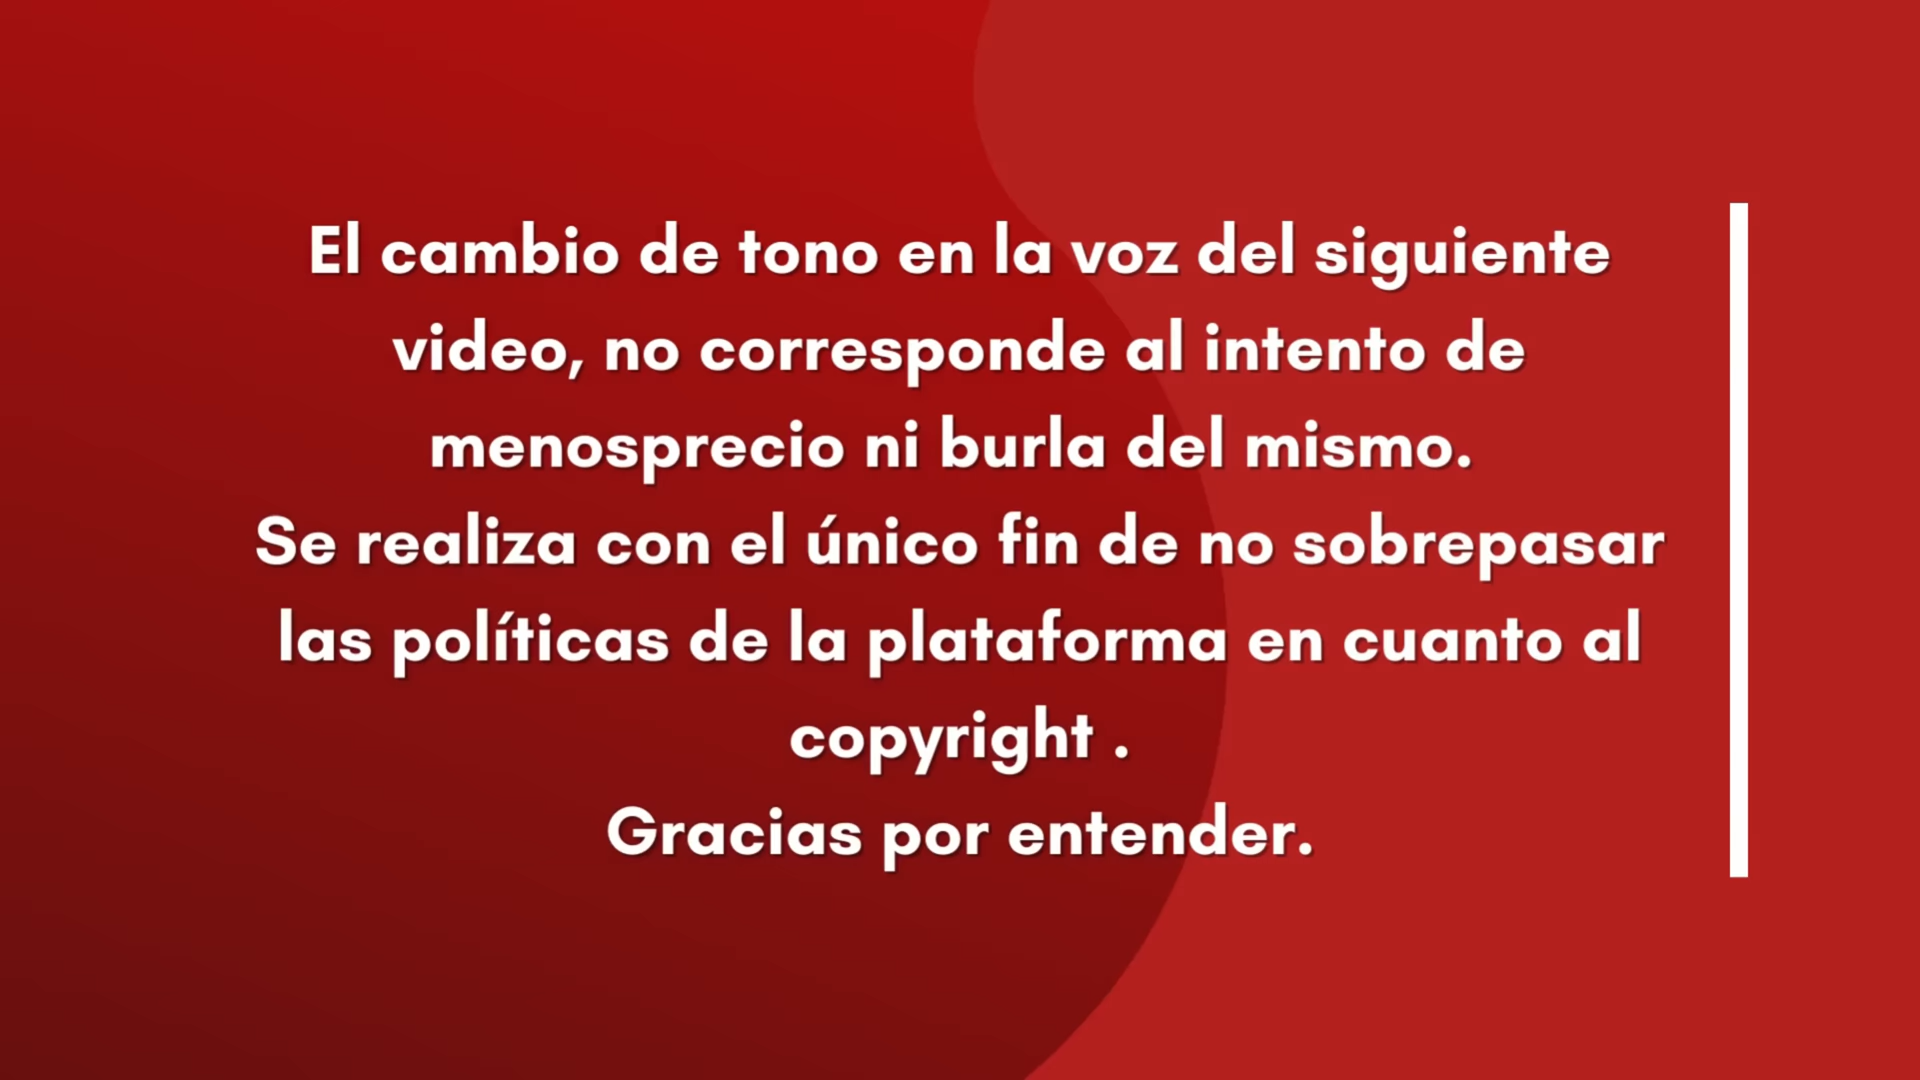 El cambio de tono en la voz del siguiente
video, no corresponde al intento de
menosprecio ni burla del mismo.
Se realiza con el único fin de no sobrepasar
las políticas de la plataforma en cuanto al
copyright .
Gracias por entender.